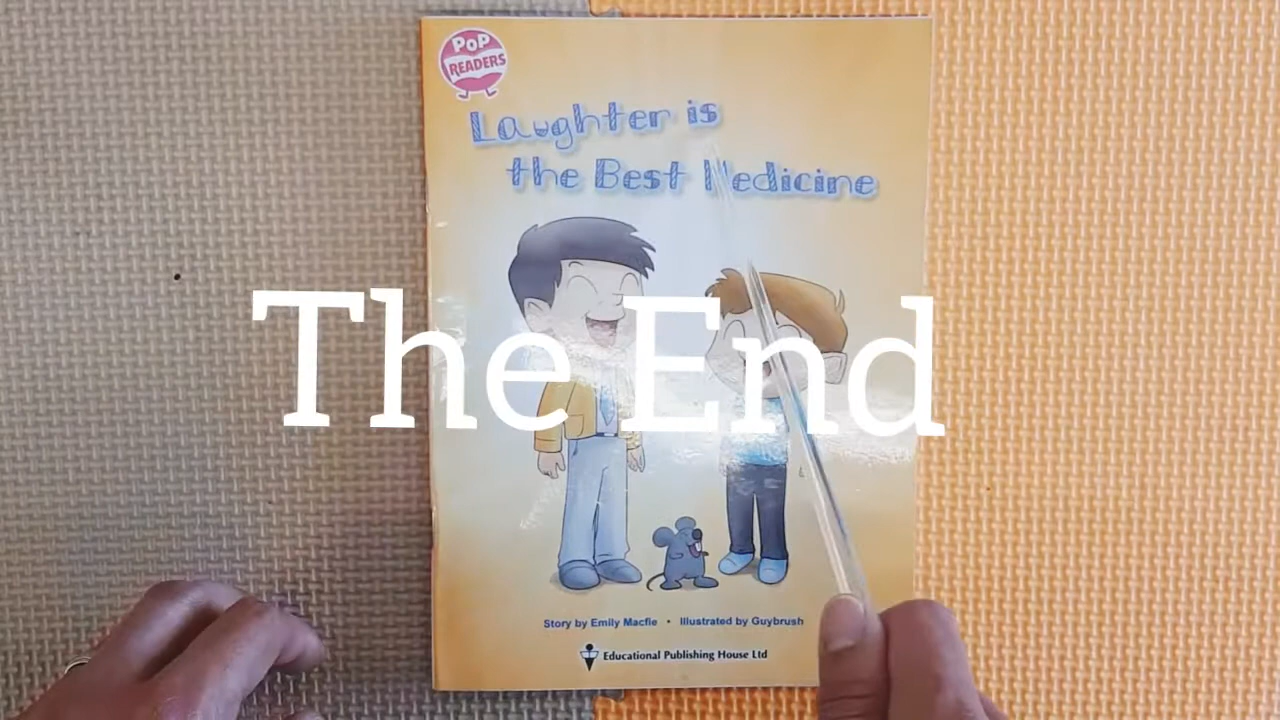 PoP
READERS
Laughter is
the Best Medicine
The End
Story by Emily Macfie • Illustrated by Guybrush
Educational Publishing House Ltd